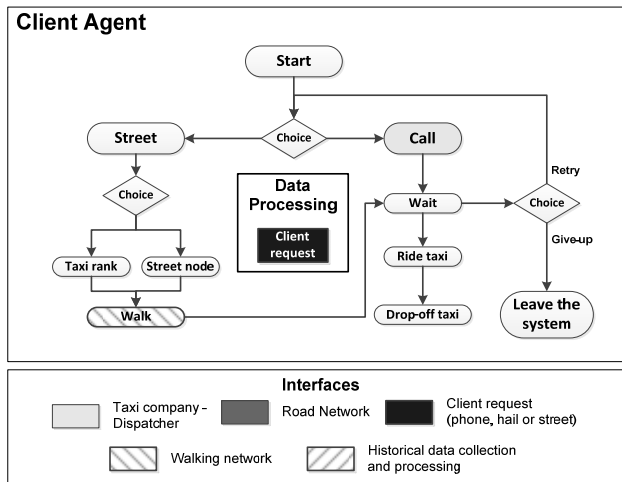 Client Agent
Start
Street
Choice
Call
Retry
Choice
Data
Processing
Client
request
Wait
Choice
Give-up
Taxi rank
Street node
Ride taxi
Walk
Drop-off taxi
Leave the
system
Interfaces
Taxi company -
Dispatcher
Road Network
Client request
(phone, hail or street)
Walking network
Historical data collection
and processing